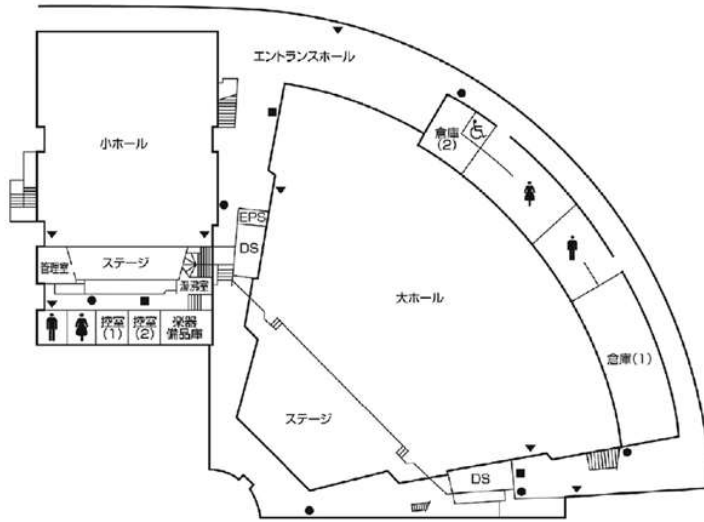 エントランスホール
小ホール
倉庫
(2)
EPS
DS
管理室
ステージ
湯沸室
大ホール
控室
(1)
控室
(2)
楽器
備品庫
倉庫(1)
ステージ
DS